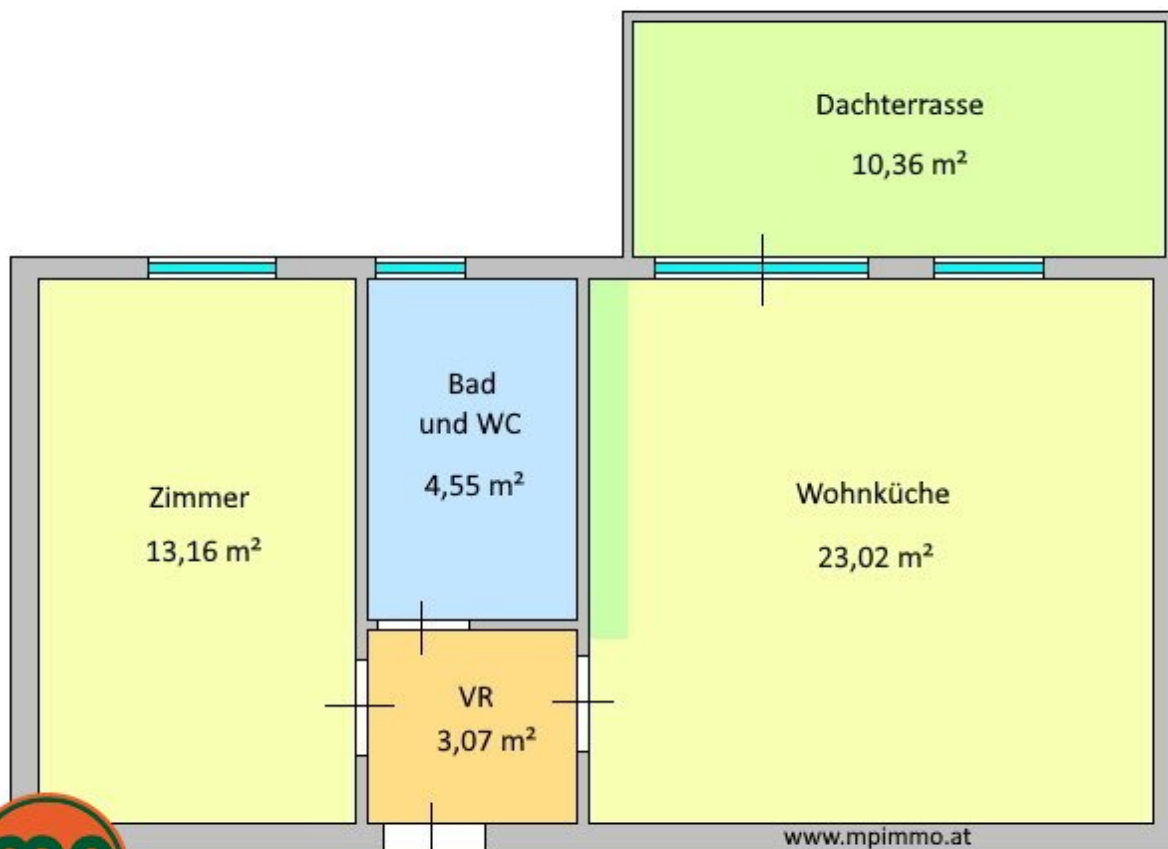 Dachterrasse
10,36 m²
Bad
und WC
4,55 m²
Zimmer
13,16 m²
Wohnküche
23,02 m²
VR
3,07 m²
www.mpimmo.at